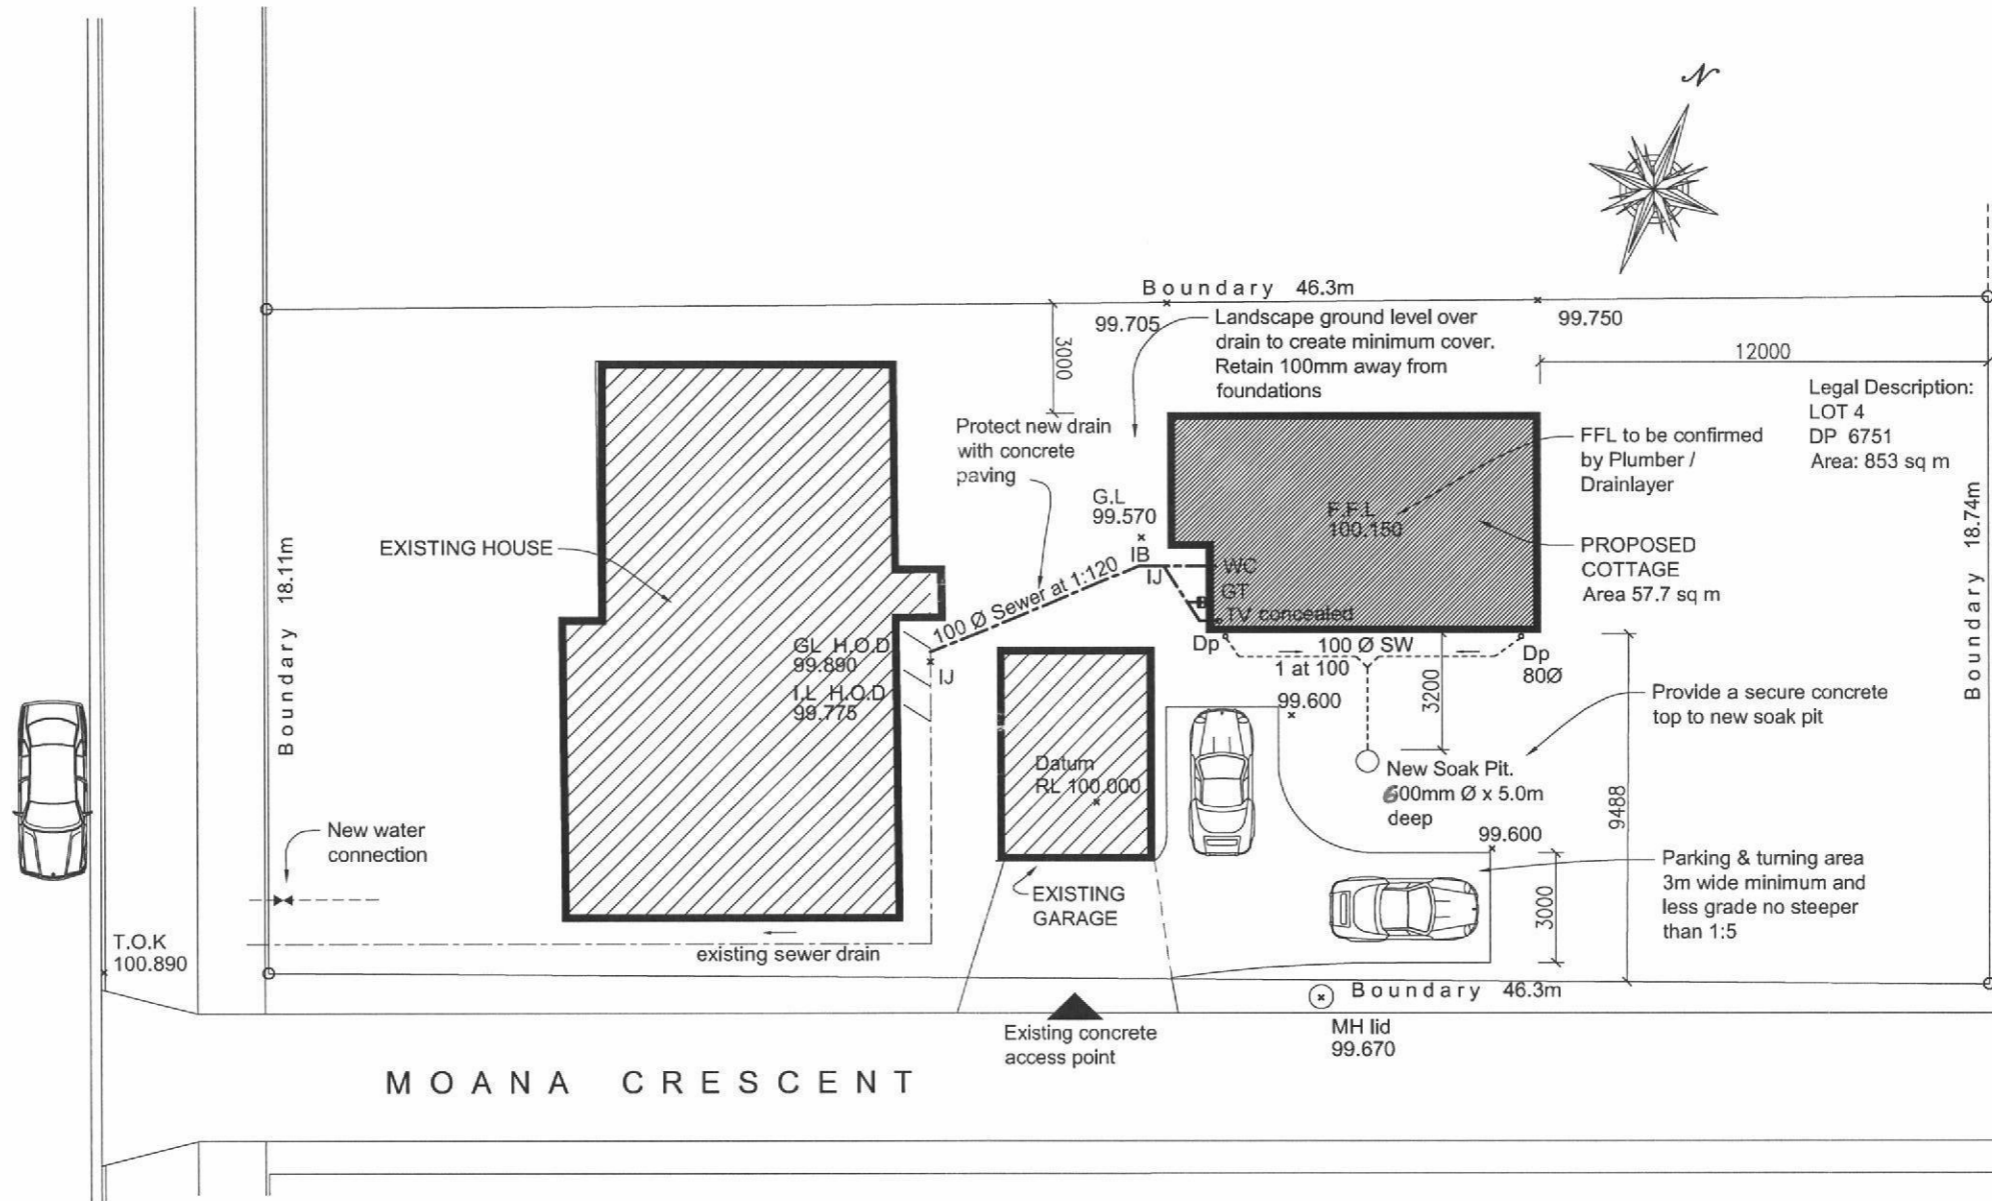 N
Boundary 46.3m
99.705
Landscape ground level over
drain to create minimum cover.
Retain 100mm away from
foundations
99.750
3000
12000
Legal Description:
LOT 4
DP 6751
Area: 853 sq m
Protect new drain
with concrete
paving
FFL to be confirmed
by Plumber /
Drainlayer
G.L
99.570
F.F.L
100.150
EXISTING HOUSE
Boundary 18.11m
Boundary 18.74m
PROPOSED
COTTAGE
Area 57.7 sq m
IB
IJ
WC
GT
TV concealed
100 Ø Sewer at 1:120
GL H.O.D
99.890
IJ
I.L H.O.D
99.775
Dp
100 Ø SW
1 at 100
Dp
80Ø
99.600
3200
Provide a secure concrete
top to new soak pit
Datum
RL 100.000
New Soak Pit.
600mm Ø x 5.0m
deep
9488
99.600
New water
connection
Parking & turning area
3m wide minimum and
less grade no steeper
than 1:5
EXISTING
GARAGE
3000
T.O.K
100.890
existing sewer drain
Boundary 46.3m
Existing concrete
access point
MH lid
99.670
MOANA CRESCENT